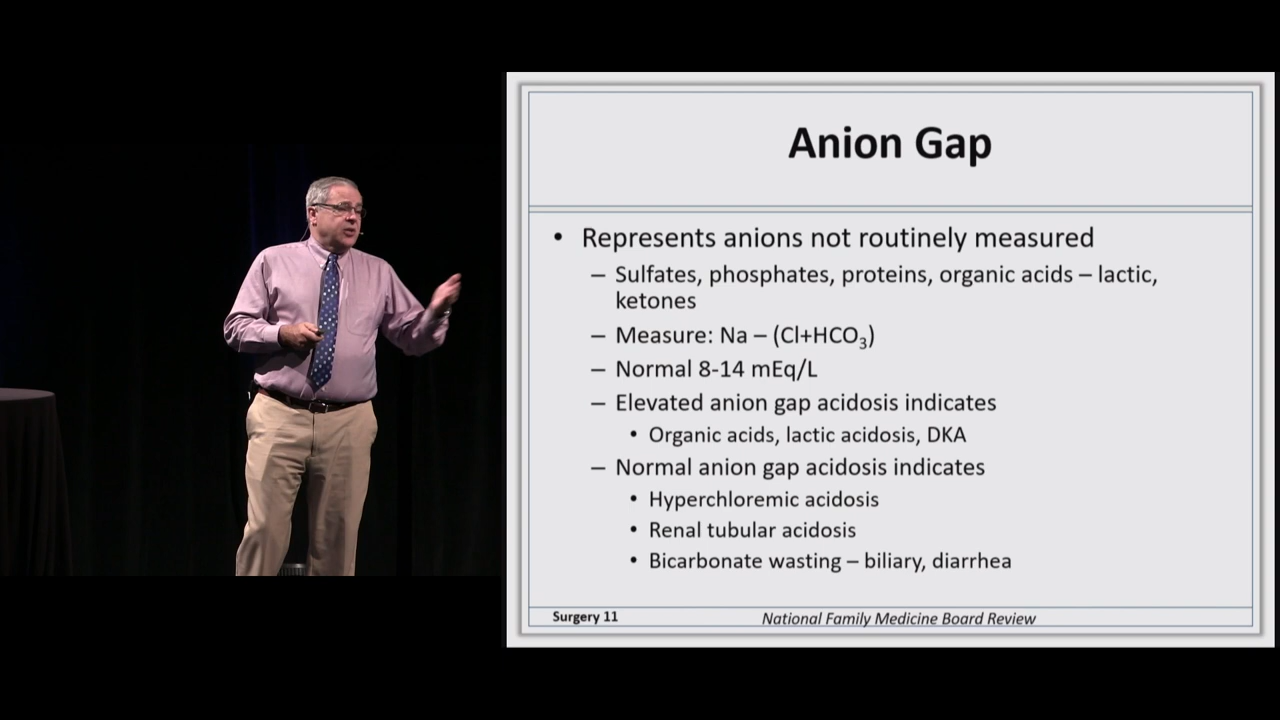 Anion Gap
• Represents anions not routinely measured
– Sulfates, phosphates, proteins, organic acids – lactic,
ketones
– Measure: Na – (Cl+HCO₃)
– Normal 8-14 mEq/L
– Elevated anion gap acidosis indicates
• Organic acids, lactic acidosis, DKA
– Normal anion gap acidosis indicates
• Hyperchloremic acidosis
• Renal tubular acidosis
• Bicarbonate wasting – biliary, diarrhea
Surgery 11
National Family Medicine Board Review